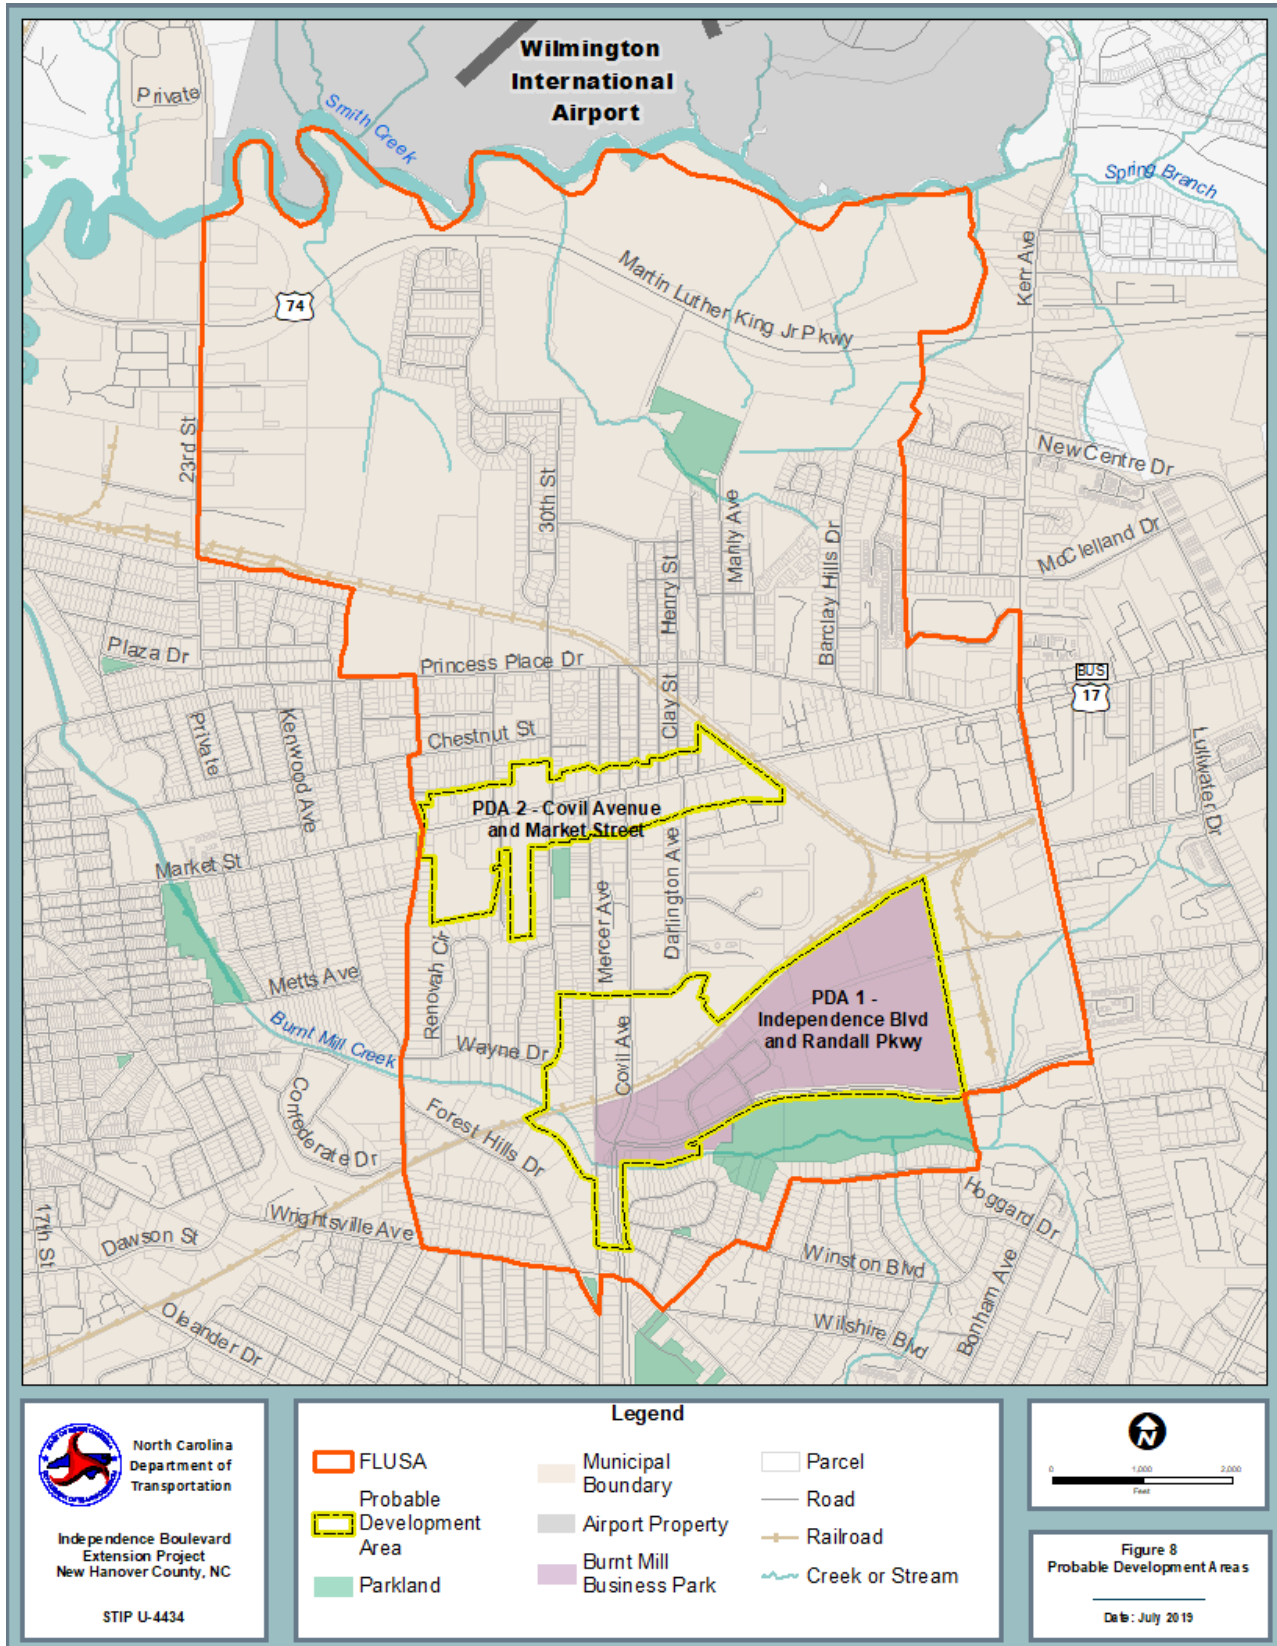 Wilmington
International
Airport
Private
Smith Creek
Spring Branch
Kerr Ave
Martin Luther King Jr Pkwy
74
23rd St
New Centre Dr
30th St
Manly Ave
McClelland Dr
Henry St
Barclay Hills Dr
Plaza Dr
Princess Place Dr
BUS
17
Clay St
Private
Kenwood Ave
Chestnut St
Lullwater Dr
PDA 2 - Covil Avenue
and Market Street
Market St
Darlington Ave
Mercer Ave
Renovah Cir
Metts Ave
PDA 1 -
Independence Blvd
and Randall Pkwy
Burnt Mill Creek
Wayne Dr
Covil Ave
Confederate Dr
Forest Hills Dr
Hoggard Dr
17th St
Dawson St
Wrightsville Ave
Winston Blvd
Bonham Ave
Oleander Dr
Wilshire Blvd
North Carolina
Department of
Transportation
Independence Boulevard
Extension Project
New Hanover County, NC
STIP U-4434
Legend
FLUSA
Probable
Development
Area
Parkland
Municipal
Boundary
Airport Property
Burnt Mill
Business Park
Parcel
Road
Railroad
Creek or Stream
N
0 1,000 2,000
Feet
Figure 8
Probable Development Areas
Date: July 2019